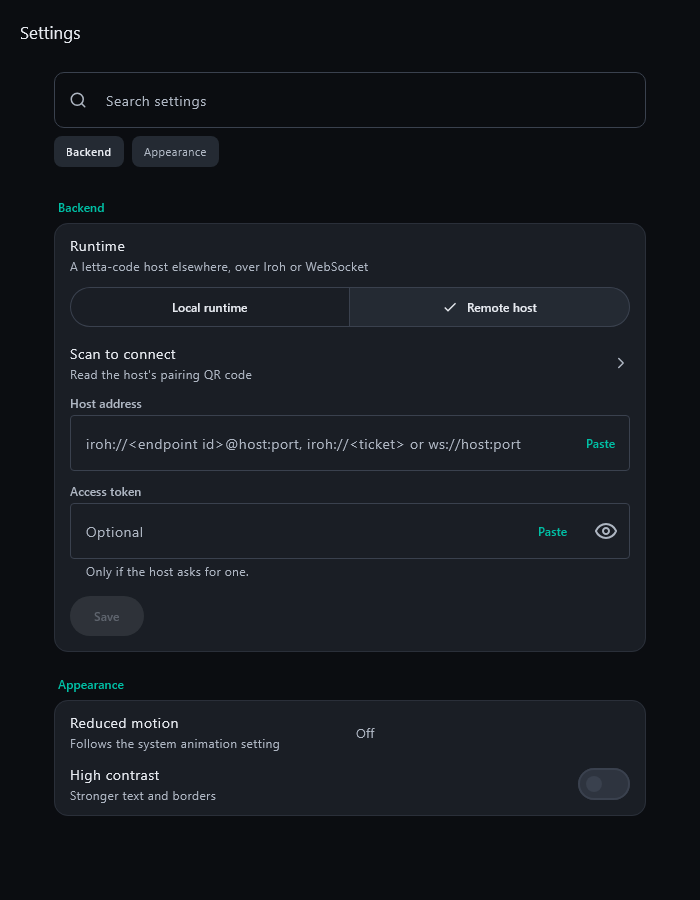 Settings
Search settings
Backend
Appearance
Backend
Runtime
A letta-code host elsewhere, over Iroh or WebSocket
Local runtime
Remote host
Scan to connect
Read the host's pairing QR code
Host address
iroh://<endpoint id>@host:port, iroh://<ticket> or ws://host:port
Paste
Access token
Optional
Paste
Only if the host asks for one.
Save
Appearance
Reduced motion
Follows the system animation setting
Off
High contrast
Stronger text and borders